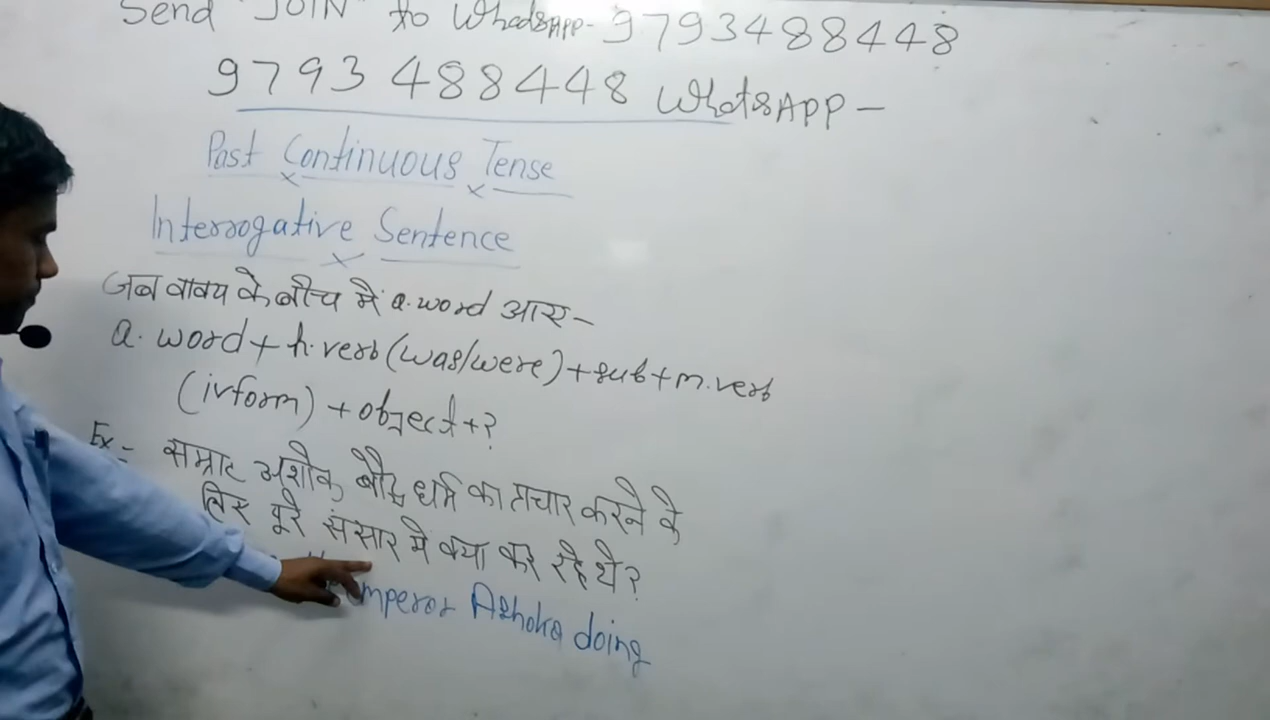 Send "JOIN" to WhatsApp-9793488448
9793488448 WhatsApp-
Past Continuous Tense
Interrogative Sentence
जब वाक्य के बीच में a.word आए-
a.word+h.verb(was/were)+sub+m.verb
(ivform)+object+?
Ex- सम्राट अशोक बौद्ध धर्म का प्रचार करने के
लिए पूरे संसार में क्या कर रहे थे?
Emperor Ashoka doing